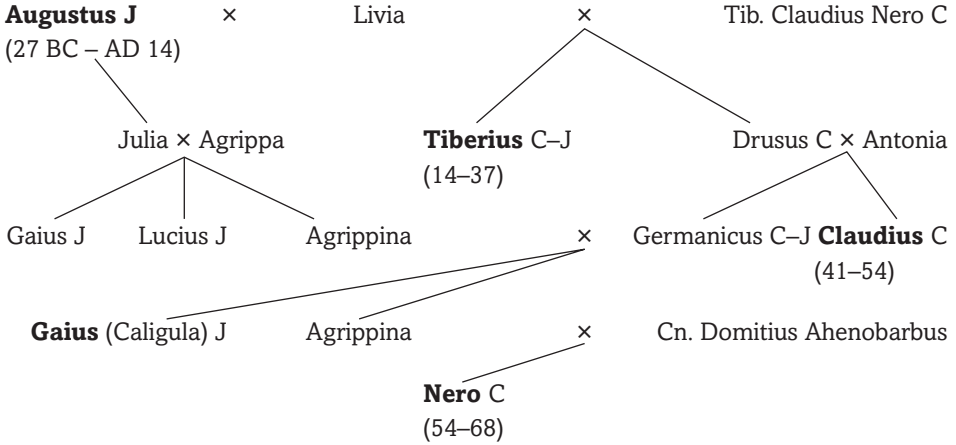 Augustus J × Livia × Tib. Claudius Nero C
(27 BC – AD 14)
Julia × Agrippa Tiberius C–J Drusus C × Antonia
(14–37)
Gaius J Lucius J Agrippina × Germanicus C–J Claudius C
(41–54)
Gaius (Caligula) J Agrippina × Cn. Domitius Ahenobarbus
Nero C
(54–68)